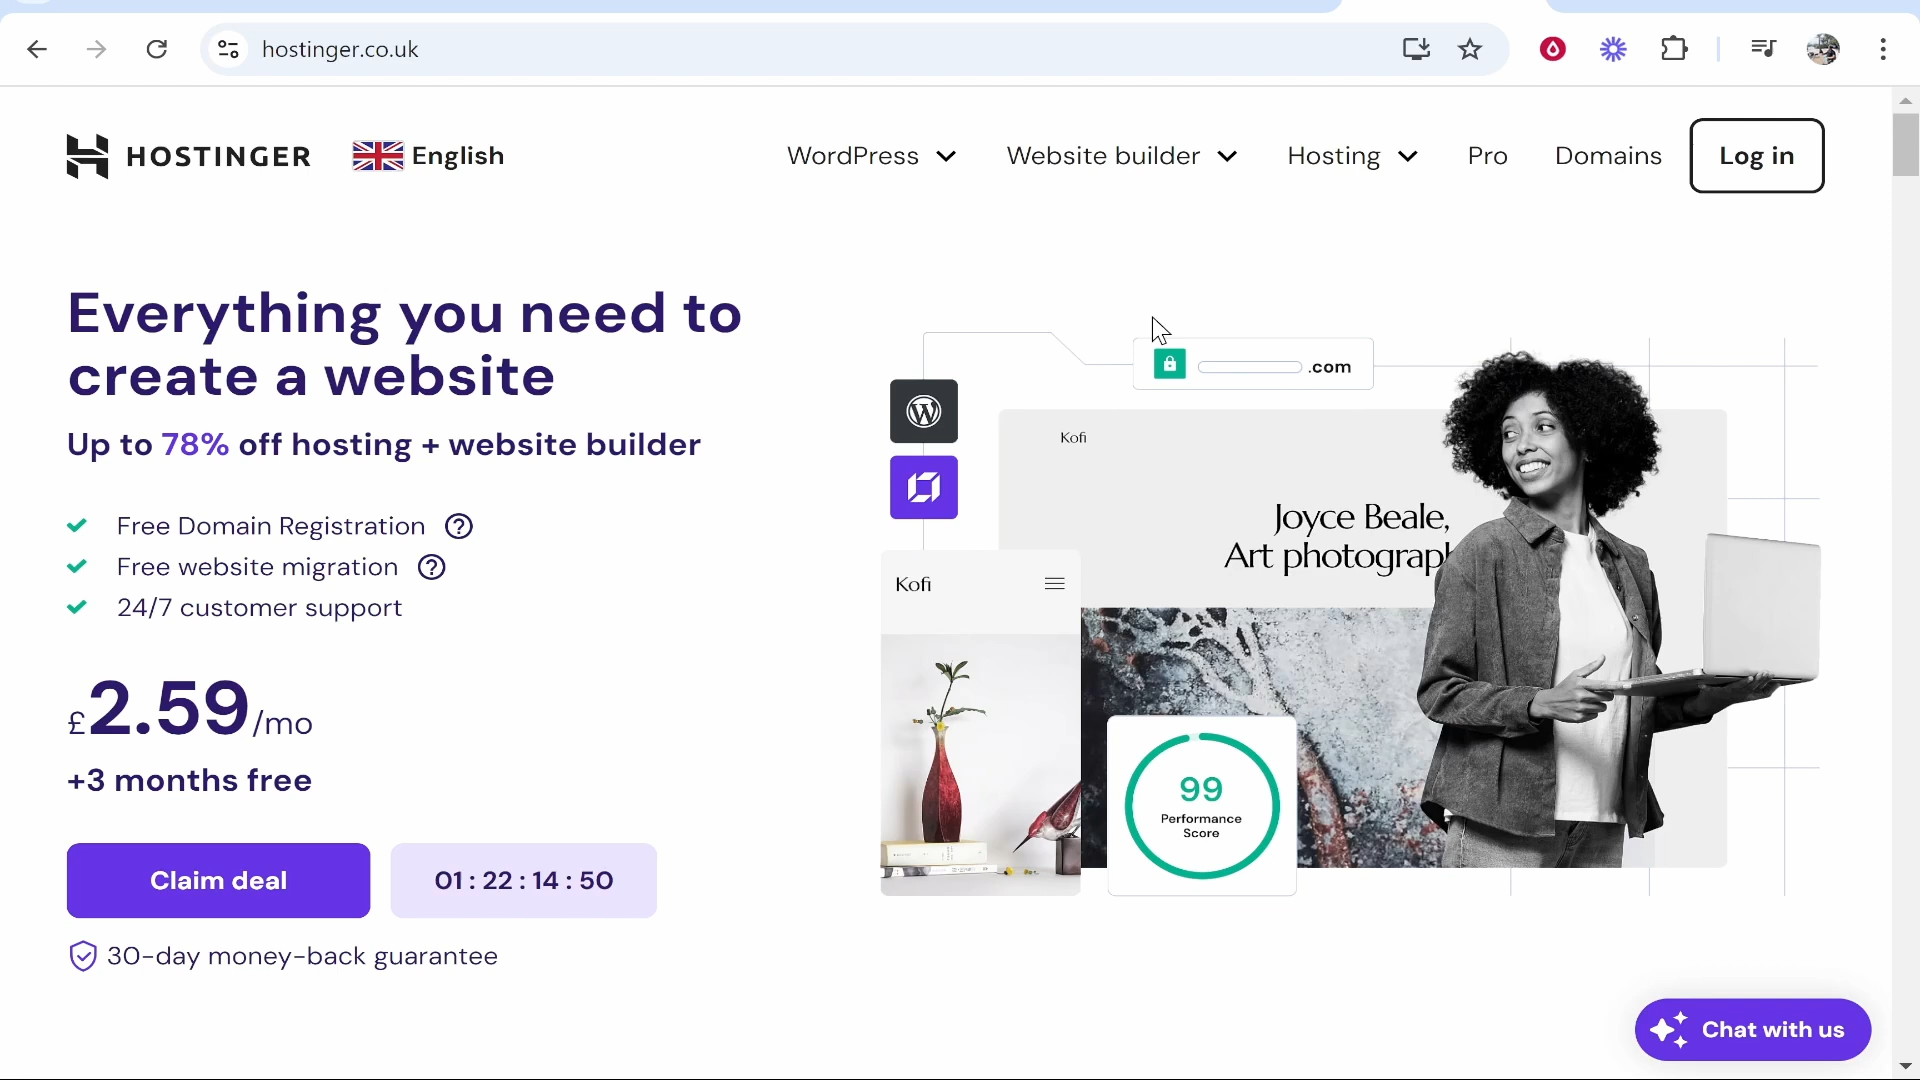 hostinger.co.uk
HOSTINGER
English
WordPress
Website builder
Hosting
Pro
Domains
Log in
Everything you need to
create a website
Up to 78% off hosting + website builder
Free Domain Registration ?
Free website migration ?
24/7 customer support
£2.59/mo
+3 months free
Claim deal
01 : 22 : 14 : 50
30-day money-back guarantee
.com
Kofi
Joyce Beale,
Art photograph
Kofi
99
Performance
Score
Chat with us